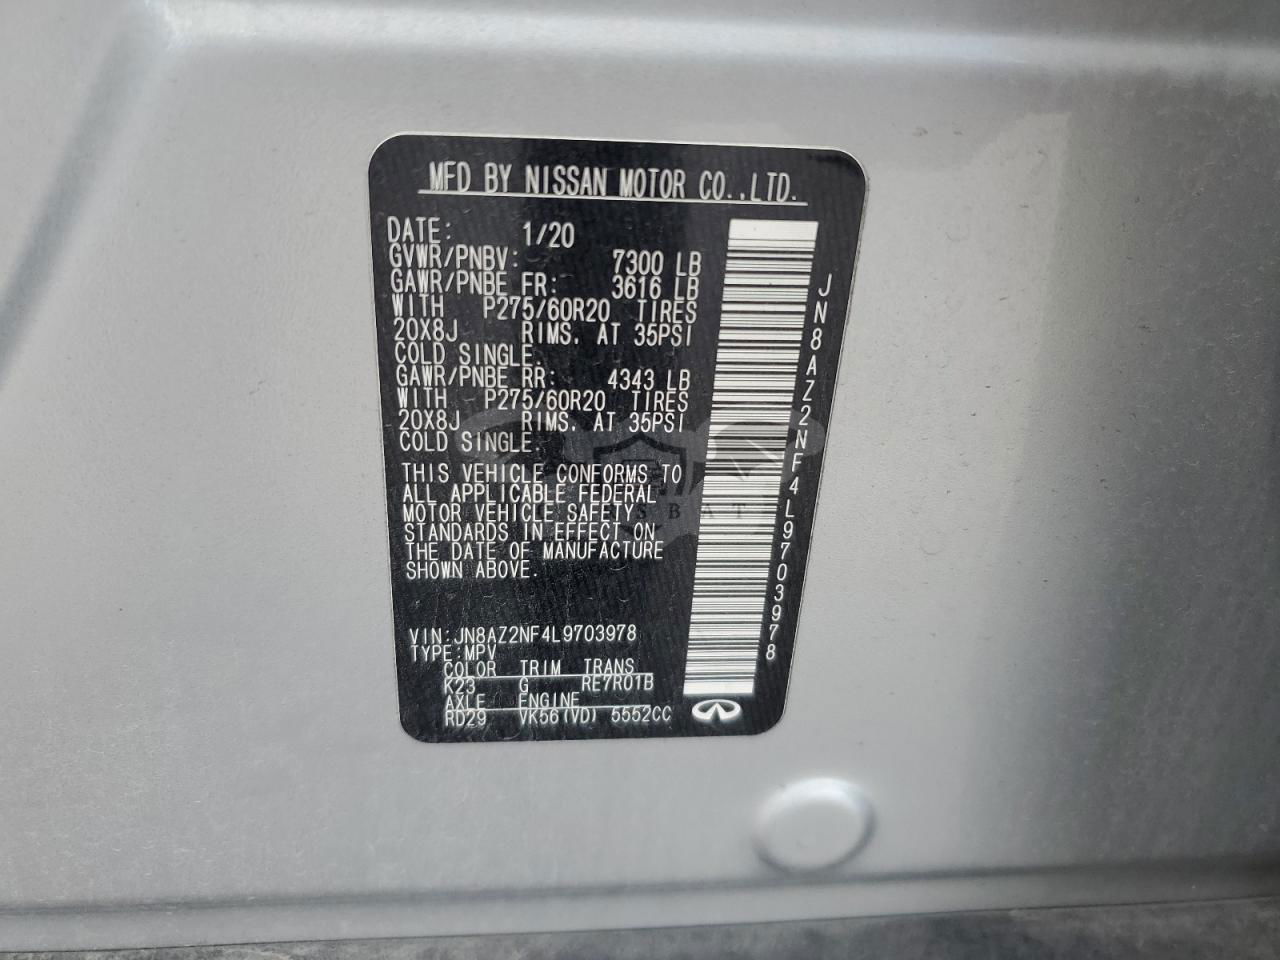 MFD BY NISSAN MOTOR CO.,LTD.
DATE: 1/20
GVWR/PNBV: 7300 LB
GAWR/PNBE FR: 3616 LB
WITH P275/60R20 TIRES
20X8J RIMS. AT 35PSI
COLD SINGLE.
GAWR/PNBE RR: 4343 LB
WITH P275/60R20 TIRES
20X8J RIMS. AT 35PSI
COLD SINGLE.
THIS VEHICLE CONFORMS TO
ALL APPLICABLE FEDERAL
MOTOR VEHICLE SAFETY
STANDARDS IN EFFECT ON
THE DATE OF MANUFACTURE
SHOWN ABOVE.
VIN:JN8AZ2NF4L9703978
TYPE:MPV
COLOR TRIM TRANS
K23 G RE7R01B
AXLE ENGINE
RD29 VK56(VD) 5552CC
JN8AZ2NF4L9703978